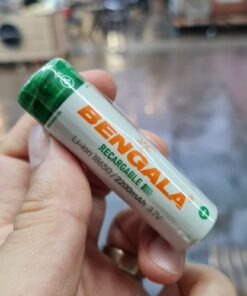 BENGALA
RECARGABLE
Li-ion 18650 / 2200mAh 3.7V